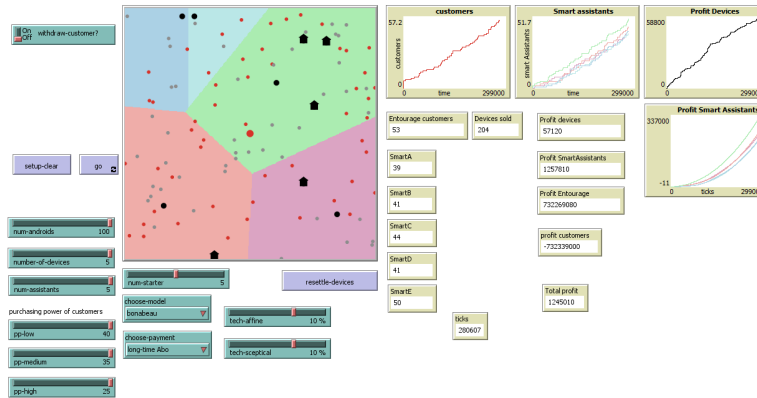 On
Off
withdraw-customer?
setup-clear
go
num-androids 100
number-of-devices 5
num-assistants 5
purchasing power of customers
pp-low 40
pp-medium 35
pp-high 25
num-starter 5
choose-model
bonabeau
choose-payment
long-time Abo
resettle-devices
tech-affine 10 %
tech-sceptical 10 %
customers
57.2
customers
0
0 time 299000
Smart assistants
51.7
smart Assistants
0
0 time 299000
Profit Devices
58800
0
0 299000
Entourage customers
53
Devices sold
204
SmartA
39
SmartB
41
SmartC
44
SmartD
41
SmartE
50
ticks
280607
Profit devices
57120
Profit SmartAssistants
1257810
Profit Entourage
732269080
profit customers
-732339000
Total profit
1245010
Profit Smart Assistants
337000
-11
0 ticks